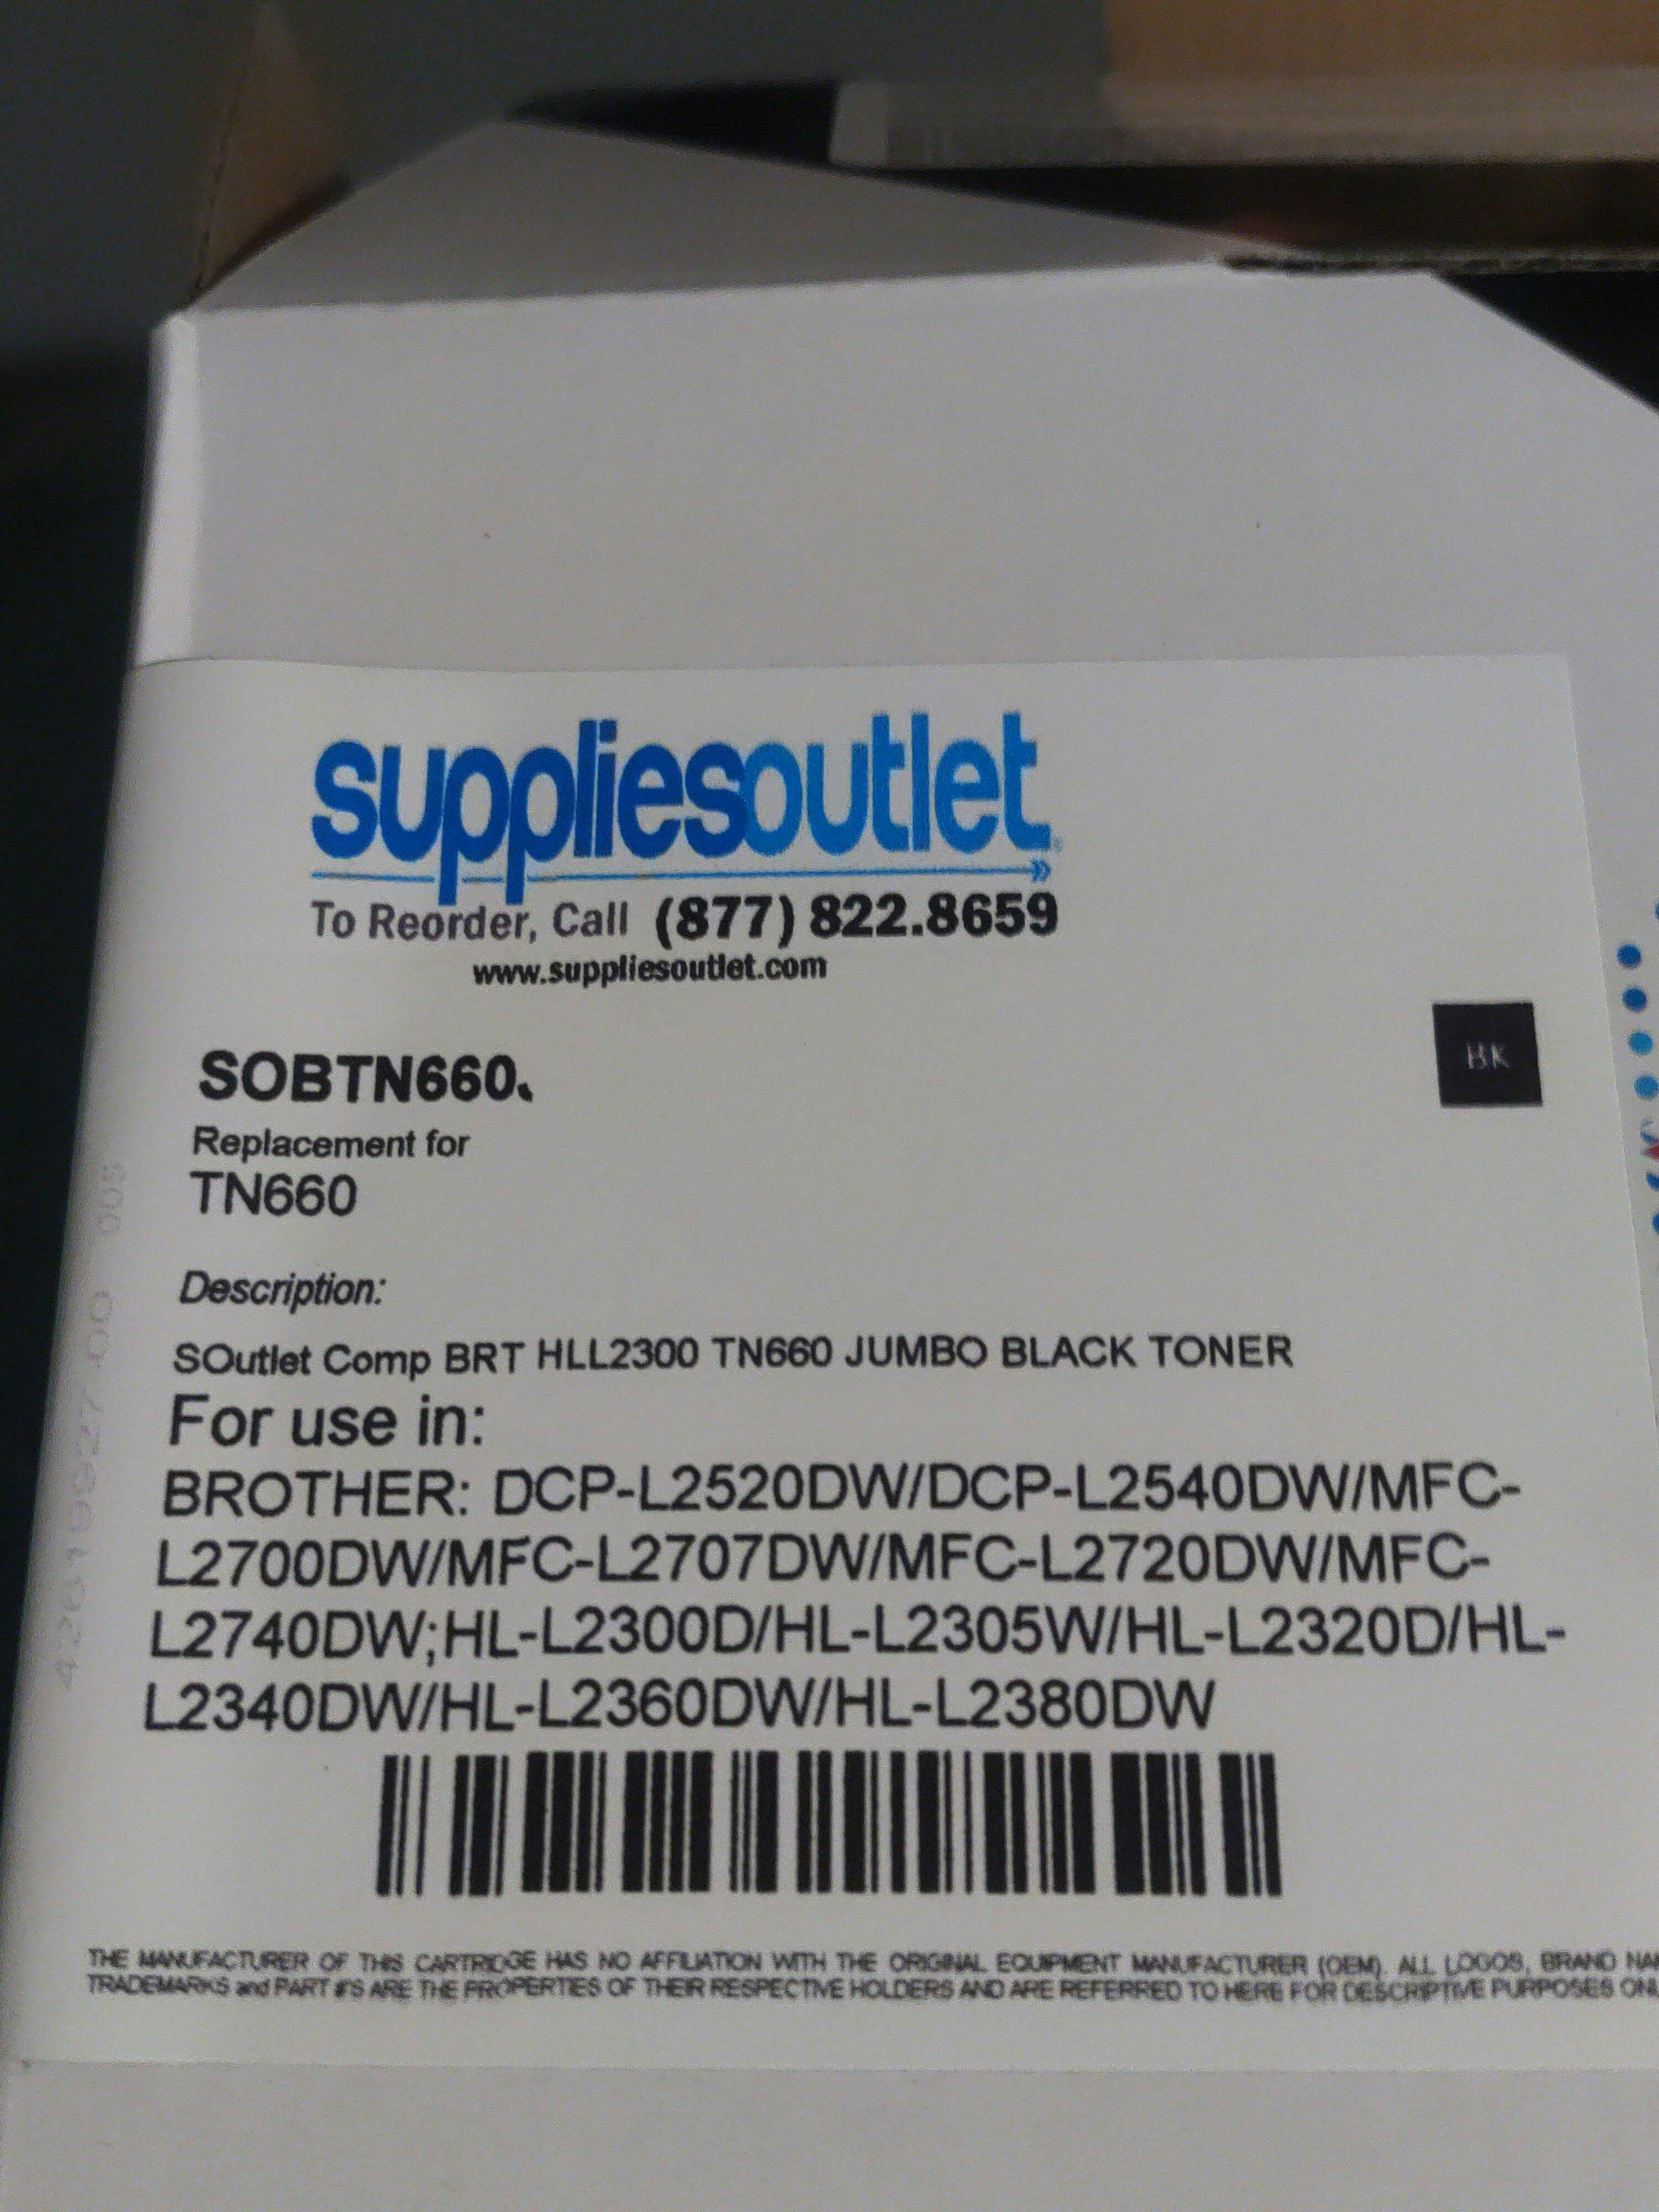 suppliesoutlet
To Reorder, Call (877) 822.8659
www.suppliesoutlet.com
BK
SOBTN660.
Replacement for
TN660
Description:
SOutlet Comp BRT HLL2300 TN660 JUMBO BLACK TONER
For use in:
BROTHER: DCP-L2520DW/DCP-L2540DW/MFC-
L2700DW/MFC-L2707DW/MFC-L2720DW/MFC-
L2740DW;HL-L2300D/HL-L2305W/HL-L2320D/HL-
L2340DW/HL-L2360DW/HL-L2380DW
THE MANUFACTURER OF THIS CARTRIDGE HAS NO AFFILIATION WITH THE ORIGINAL EQUIPMENT MANUFACTURER (OEM). ALL LOGOS, BRAND
TRADEMARKS and PART #'S ARE THE PROPERTIES OF THEIR RESPECTIVE HOLDERS AND ARE REFERRED TO HERE FOR DESCRIPTIVE PURPOSES